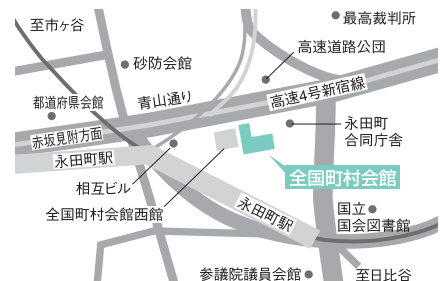 至市ヶ谷
最高裁判所
高速道路公団
砂防会館
青山通り
高速4号新宿線
都道府県会館
赤坂見附方面
永田町駅
永田町
合同庁舎
相互ビル
全国町村会館
全国町村会館西館
永田町駅
国立
国会図書館
参議院議員会館
至日比谷